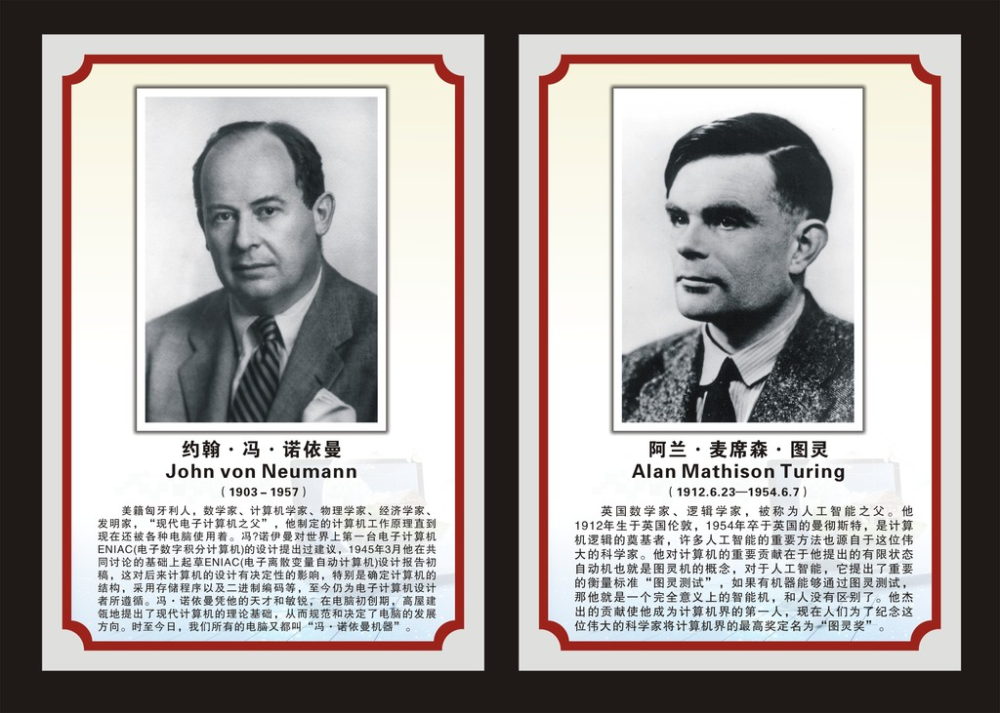 约翰·冯·诺依曼
John von Neumann
（1903－1957）
美籍匈牙利人，数学家、计算机学家、物理学家、经济学家、
发明家，“现代电子计算机之父”，他制定的计算机工作原理直到
现在还被各种电脑使用着。冯?诺伊曼对世界上第一台电子计算机
ENIAC(电子数字积分计算机)的设计提出过建议，1945年3月他在共
同讨论的基础上起草ENIAC(电子离散变量自动计算机)设计报告初
稿，这对后来计算机的设计有决定性的影响，特别是确定计算机的
结构，采用存储程序以及二进制编码等，至今仍为电子计算机设计
者所遵循。冯·诺依曼凭他的天才和敏锐，在电脑初创期，高屋建
瓴地提出了现代计算机的理论基础，从而规范和决定了电脑的发展
方向。时至今日，我们所有的电脑又都叫“冯·诺依曼机器”。
阿兰·麦席森·图灵
Alan Mathison Turing
（1912.6.23—1954.6.7）
英国数学家、逻辑学家，被称为人工智能之父。他
1912年生于英国伦敦，1954年卒于英国的曼彻斯特，是计算
机逻辑的奠基者，许多人工智能的重要方法也源自于这位伟
大的科学家。他对计算机的重要贡献在于他提出的有限状态
自动机也就是图灵机的概念，对于人工智能，它提出了重要
的衡量标准“图灵测试”，如果有机器能够通过图灵测试，
那他就是一个完全意义上的智能机，和人没有区别了。他杰
出的贡献使他成为计算机界的第一人，现在人们为了纪念这
位伟大的科学家将计算机界的最高奖定名为“图灵奖”。